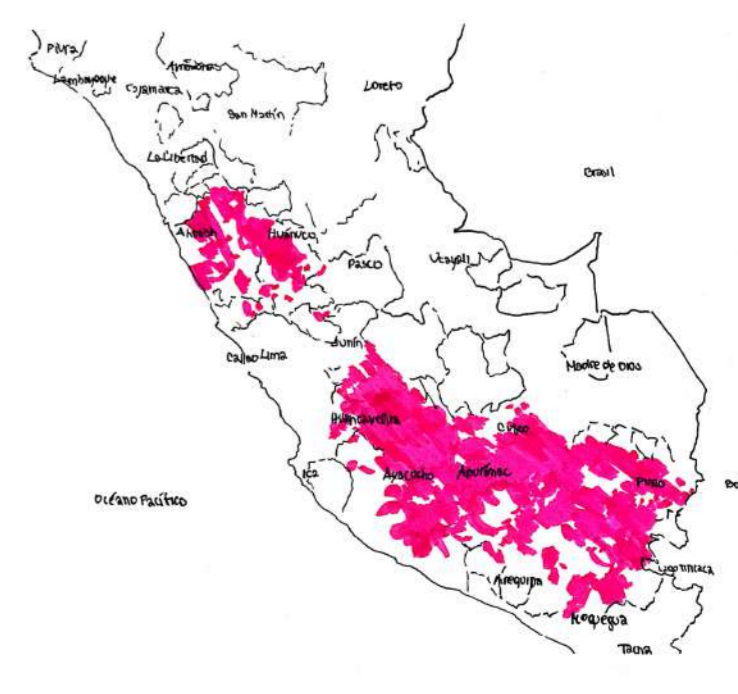 Piura
Amazonas
Lambayeque
Cajamarca
Loreto
San Martín
La Libertad
Brasil
Ancash
Huánuco
Pasco
Ucayali
Junín
Callao Lima
Madre de Dios
Huancavelica
Cusco
Ica
Ayacucho
Apurímac
Puno
Bo
Océano Pacífico
Arequipa
Moquegua
Tacna